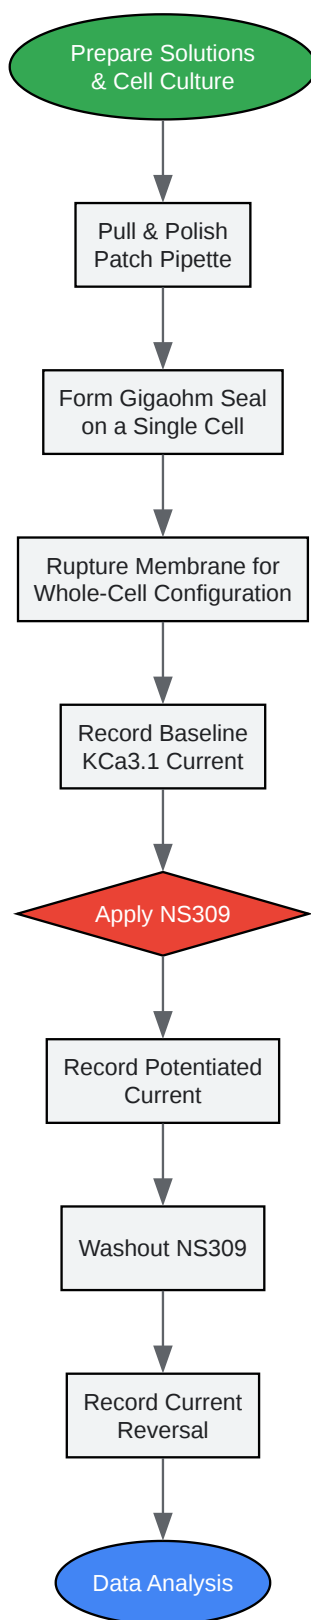 Prepare Solutions
& Cell Culture
Pull & Polish
Patch Pipette
Form Gigaohm Seal
on a Single Cell
Rupture Membrane for
Whole-Cell Configuration
Record Baseline
KCa3.1 Current
Apply NS309
Record Potentiated
Current
Washout NS309
Record Current
Reversal
Data Analysis